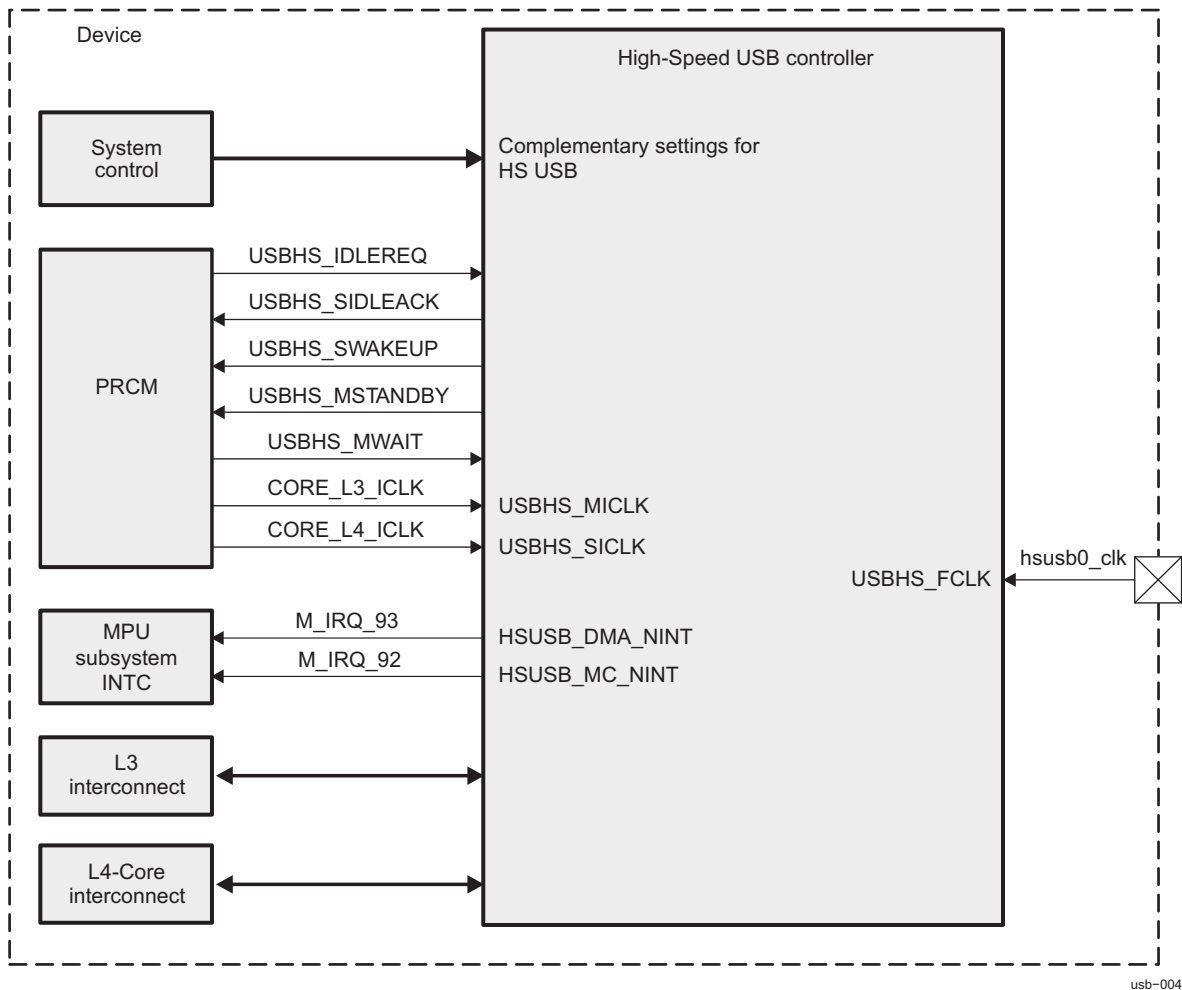 Device
High-Speed USB controller
System
control
Complementary settings for
HS USB
USBHS_IDLEREQ
USBHS_SIDLEACK
USBHS_SWAKEUP
PRCM
USBHS_MSTANDBY
USBHS_MWAIT
CORE_L3_ICLK
USBHS_MICLK
CORE_L4_ICLK
USBHS_SICLK
hsusb0_clk
USBHS_FCLK
MPU
subsystem
INTC
M_IRQ_93
HSUSB_DMA_NINT
M_IRQ_92
HSUSB_MC_NINT
L3
interconnect
L4-Core
interconnect
usb-004